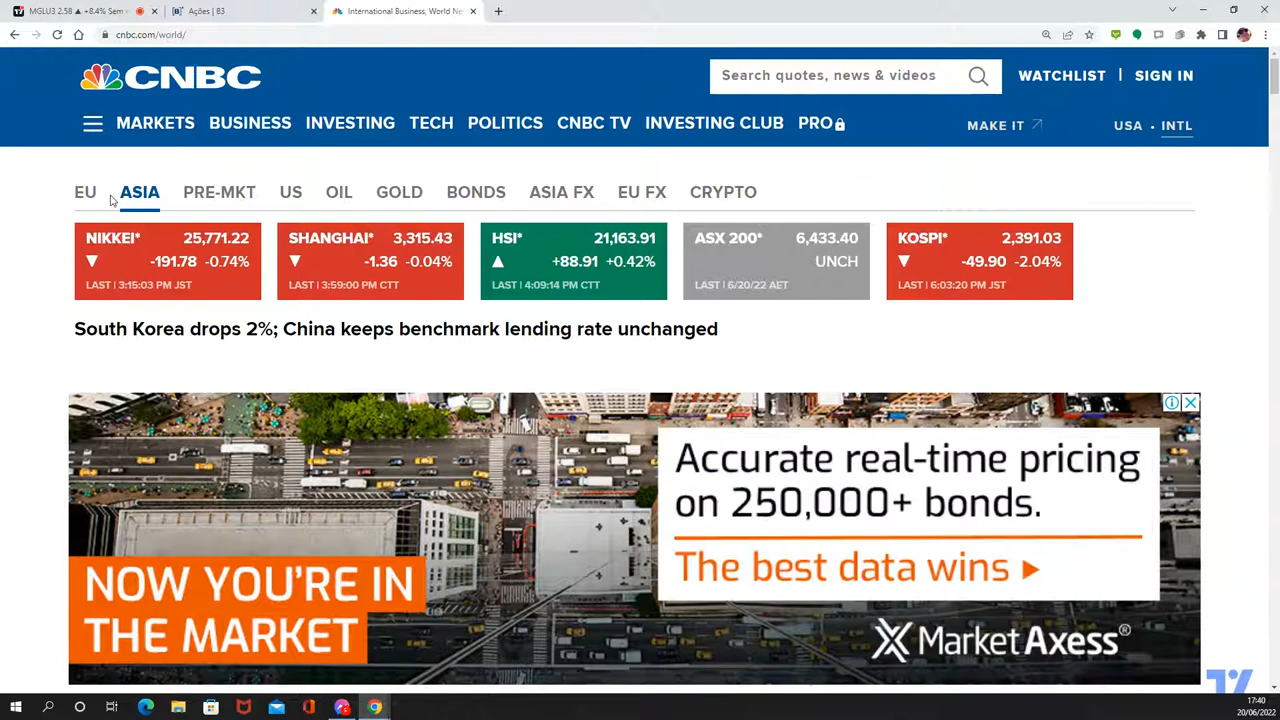 MGLU3 2.58 ▲ +8.4% Sem v
Ações | B3
International Business, World Ne
cnbc.com/world/
CNBC
Search quotes, news & videos
WATCHLIST | SIGN IN
MARKETS BUSINESS INVESTING TECH POLITICS CNBC TV INVESTING CLUB PRO
MAKE IT
USA • INTL
EU ASIA PRE-MKT US OIL GOLD BONDS ASIA FX EU FX CRYPTO
NIKKEI* 25,771.22
▼ -191.78 -0.74%
LAST | 3:15:03 PM JST
SHANGHAI* 3,315.43
▼ -1.36 -0.04%
LAST | 3:59:00 PM CTT
HSI* 21,163.91
▲ +88.91 +0.42%
LAST | 4:09:14 PM CTT
ASX 200* 6,433.40
UNCH
LAST | 6/20/22 AET
KOSPI* 2,391.03
▼ -49.90 -2.04%
LAST | 6:03:20 PM JST
South Korea drops 2%; China keeps benchmark lending rate unchanged
Accurate real-time pricing
on 250,000+ bonds.
The best data wins ►
NOW YOU'RE IN
THE MARKET
MarketAxess®
17:40
20/06/2022